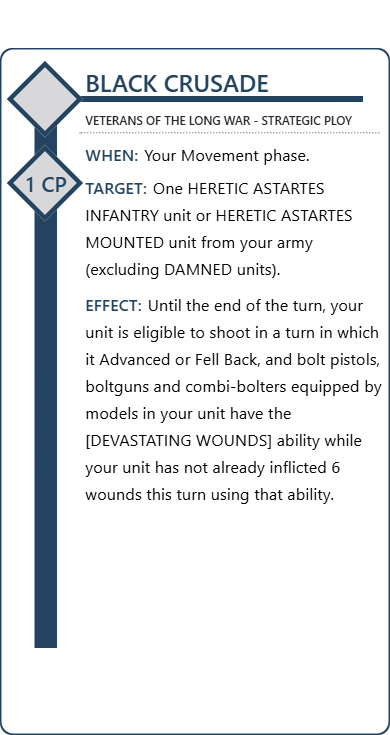 BLACK CRUSADE
VETERANS OF THE LONG WAR - STRATEGIC PLOY
WHEN: Your Movement phase.
1 CP
TARGET: One HERETIC ASTARTES
INFANTRY unit or HERETIC ASTARTES
MOUNTED unit from your army
(excluding DAMNED units).
EFFECT: Until the end of the turn, your
unit is eligible to shoot in a turn in which
it Advanced or Fell Back, and bolt pistols,
boltguns and combi-bolters equipped by
models in your unit have the
[DEVASTATING WOUNDS] ability while
your unit has not already inflicted 6
wounds this turn using that ability.